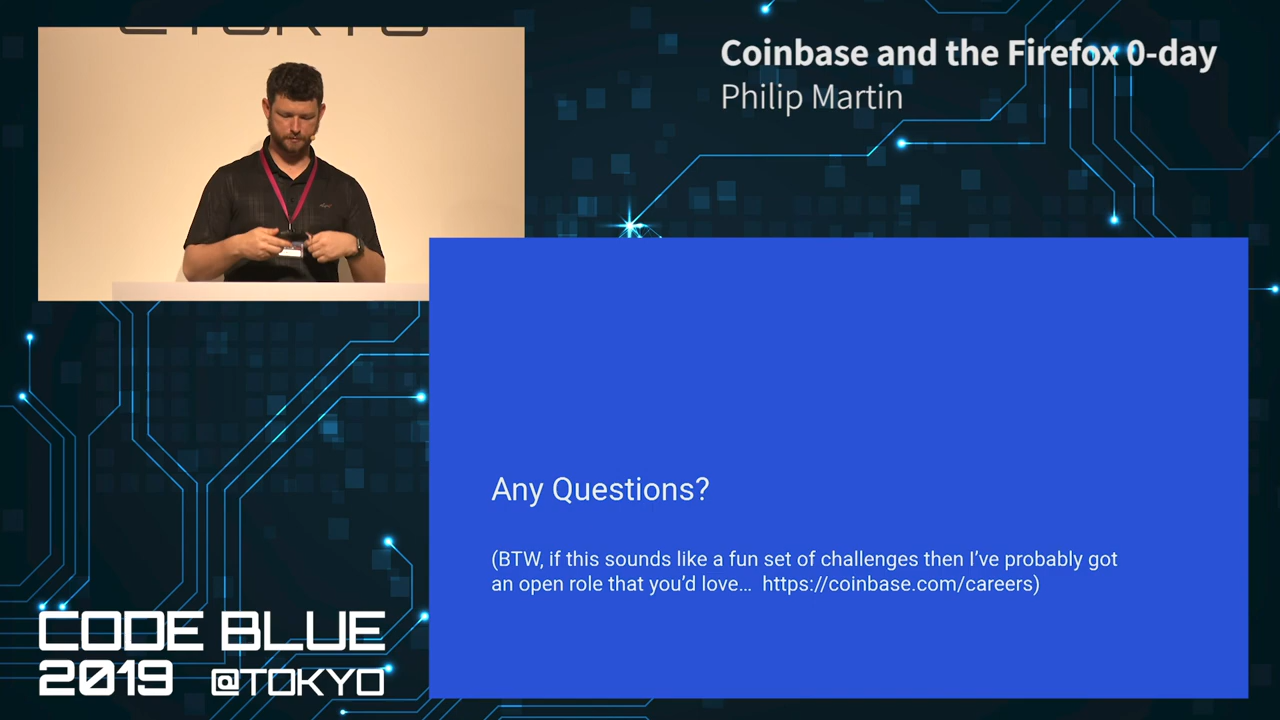 Coinbase and the Firefox 0-day
Philip Martin
Any Questions?
(BTW, if this sounds like a fun set of challenges then I've probably got
an open role that you'd love... https://coinbase.com/careers)
CODE BLUE
2019 @TOKYO